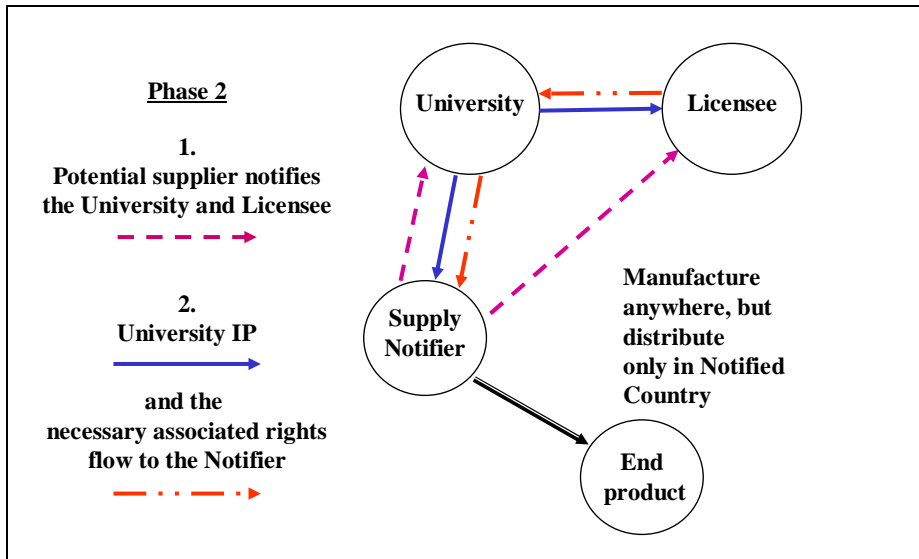 Phase 2
1.
Potential supplier notifies
the University and Licensee
2.
University IP
and the
necessary associated rights
flow to the Notifier
University
Licensee
Supply
Notifier
Manufacture
anywhere, but
distribute
only in Notified
Country
End
product